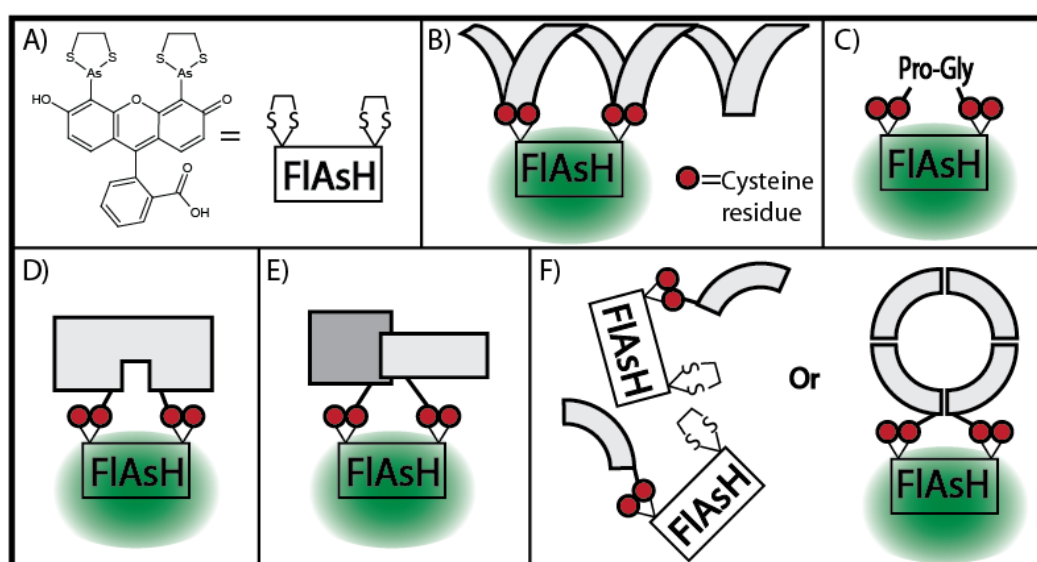 A)
S
S
S
S
As
As
HO
O
O
O
OH
=
S
S
S
S
FlAsH
B)
FlAsH
=Cysteine
residue
C)
Pro-Gly
FlAsH
D)
FlAsH
E)
FlAsH
F)
FlAsH
S
S
Or
S
S
FlAsH
FlAsH